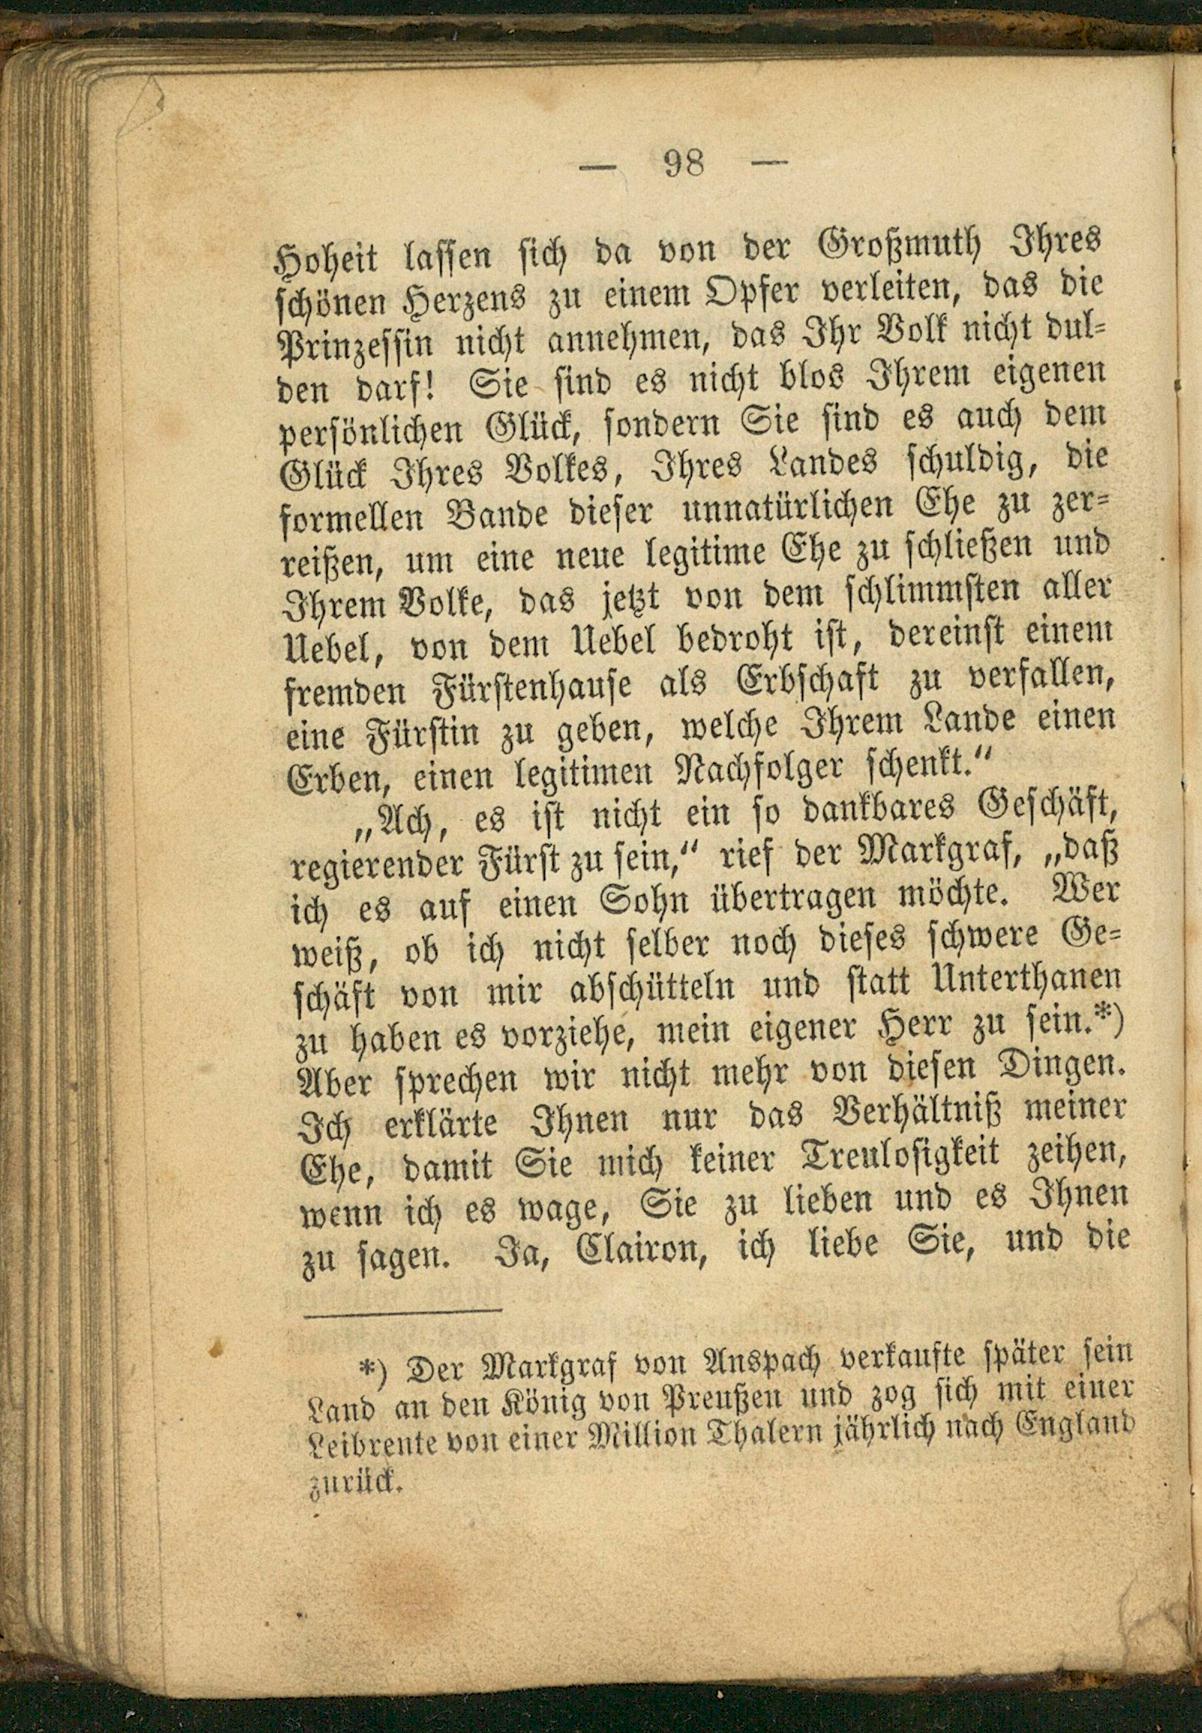 — 98 —
Hoheit lassen sich da von der Großmuth Ihres
schönen Herzens zu einem Opfer verleiten, das die
Prinzessin nicht annehmen, das Ihr Volk nicht dul-
den darf! Sie sind es nicht blos Ihrem eigenen
persönlichen Glück, sondern Sie sind es auch dem
Glück Ihres Volkes, Ihres Landes schuldig, die
formellen Bande dieser unnatürlichen Ehe zu zer-
reißen, um eine neue legitime Ehe zu schließen und
Ihrem Volke, das jetzt von dem schlimmsten aller
Uebel, von dem Uebel bedroht ist, dereinst einem
fremden Fürstenhause als Erbschaft zu verfallen,
eine Fürstin zu geben, welche Ihrem Lande einen
Erben, einen legitimen Nachfolger schenkt.“
„Ach, es ist nicht ein so dankbares Geschäft,
regierender Fürst zu sein,“ rief der Markgraf, „daß
ich es auf einen Sohn übertragen möchte. Wer
weiß, ob ich nicht selber noch dieses schwere Ge-
schäft von mir abschütteln und statt Unterthanen
zu haben es vorziehe, mein eigener Herr zu sein.*)
Aber sprechen wir nicht mehr von diesen Dingen.
Ich erklärte Ihnen nur das Verhältniß meiner
Ehe, damit Sie mich keiner Treulosigkeit zeihen,
wenn ich es wage, Sie zu lieben und es Ihnen
zu sagen. Ja, Clairon, ich liebe Sie, und die
*) Der Markgraf von Anspach verkaufte später sein
Land an den König von Preußen und zog sich mit einer
Leibrente von einer Million Thalern jährlich nach England
zurück.